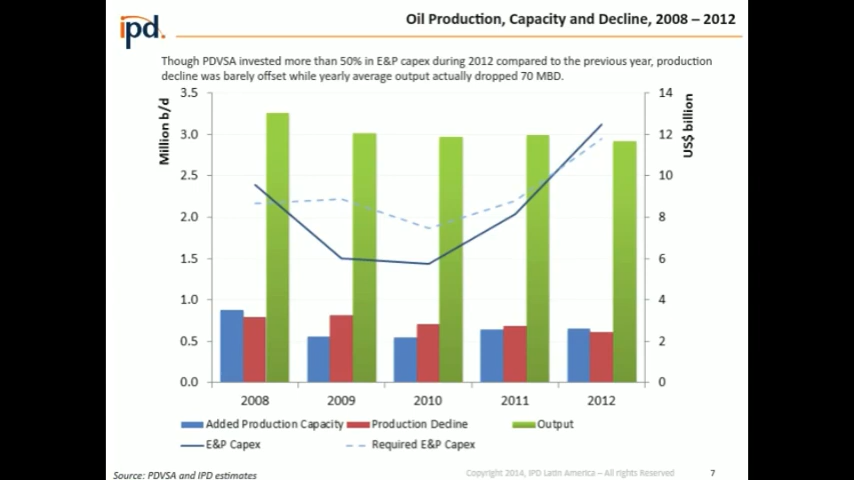 ipd.
Oil Production, Capacity and Decline, 2008 – 2012
Though PDVSA invested more than 50% in E&P capex during 2012 compared to the previous year, production
decline was barely offset while yearly average output actually dropped 70 MBD.
Million b/d
US$ billion
3.5
3.0
2.5
2.0
1.5
1.0
0.5
0.0
14
12
10
8
6
4
2
0
2008 2009 2010 2011 2012
Added Production Capacity Production Decline Output
E&P Capex Required E&P Capex
Source: PDVSA and IPD estimates
Copyright 2014, IPD Latin America – All rights Reserved 7